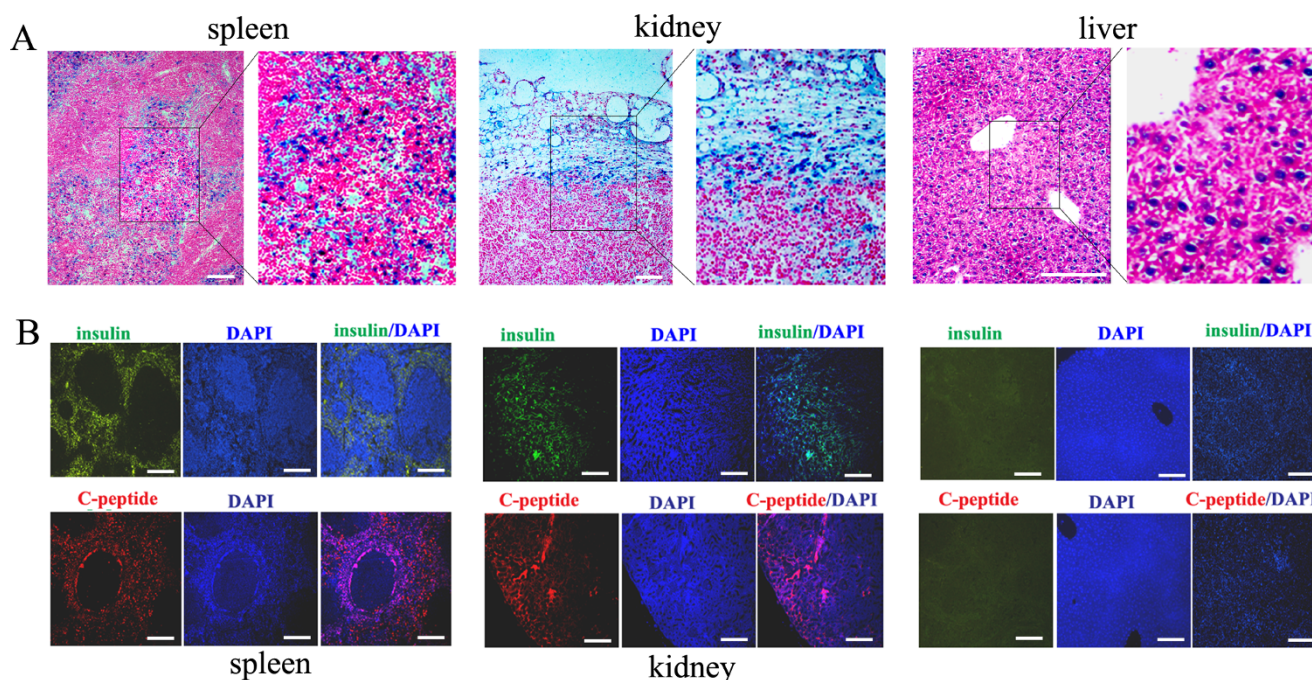 A
spleen
kidney
liver
B
insulin
DAPI
insulin/DAPI
insulin
DAPI
insulin/DAPI
insulin
DAPI
insulin/DAPI
C-peptide
DAPI
C-peptide
DAPI
C-peptide/DAPI
C-peptide
DAPI
C-peptide/DAPI
spleen
kidney